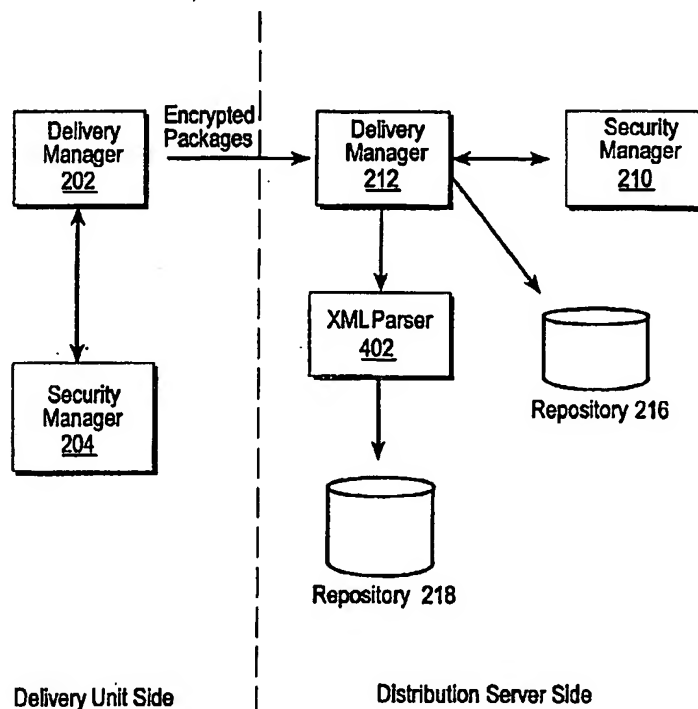 Encrypted
Packages
Delivery
Manager
202
Delivery
Manager
212
Security
Manager
210
XML Parser
402
Security
Manager
204
Repository 216
Repository 218
Delivery Unit Side
Distribution Server Side